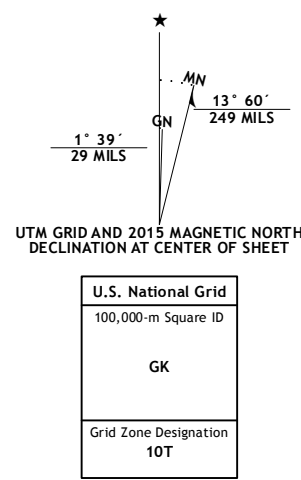 ★
MN
GN
13° 60´
249 MILS
1° 39´
29 MILS
UTM GRID AND 2015 MAGNETIC NORTH
DECLINATION AT CENTER OF SHEET
U.S. National Grid
100,000-m Square ID
GK
Grid Zone Designation
10T